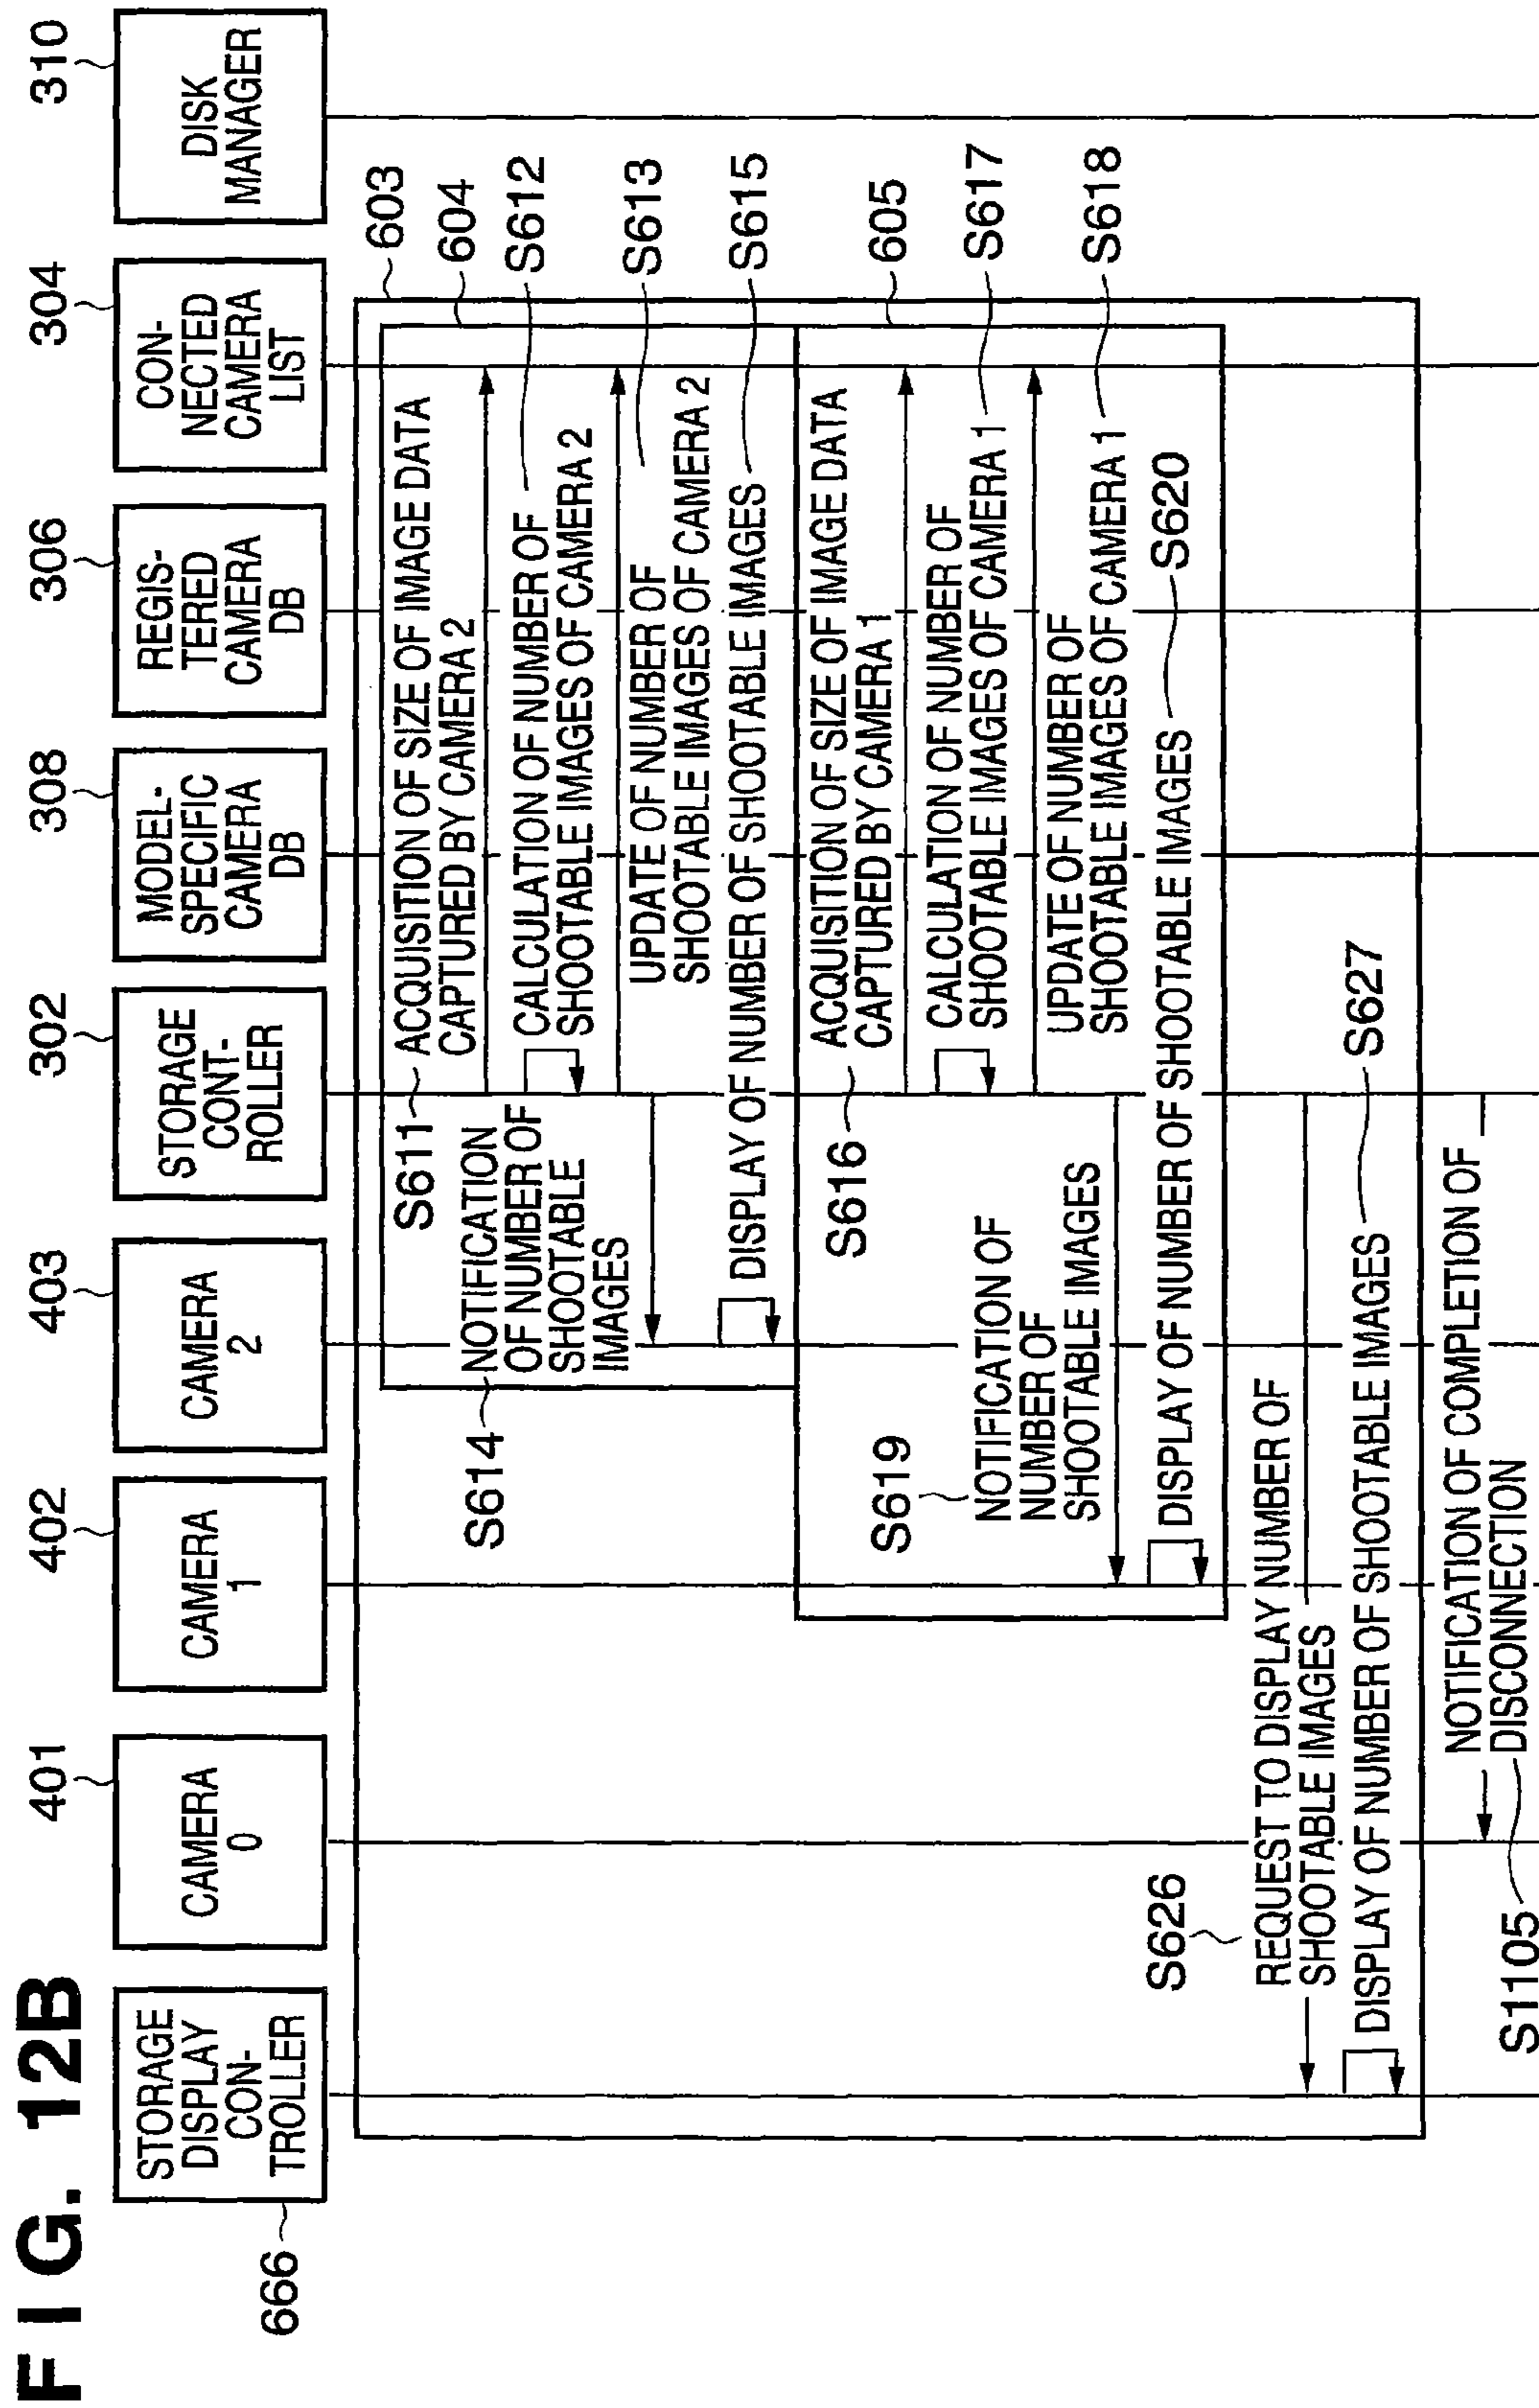 FIG. 12B
666
401
402
403
302
308
306
304
310
STORAGE
DISPLAY
CON-
TROLLER
CAMERA
0
CAMERA
1
CAMERA
2
STORAGE
CONT-
ROLLER
MODEL-
SPECIFIC
CAMERA
DB
REGIS-
TERED
CAMERA
DB
CON-
NECTED
CAMERA
LIST
DISK
MANAGER
603
604
S611
ACQUISITION OF SIZE OF IMAGE DATA
CAPTURED BY CAMERA 2
S612
CALCULATION OF NUMBER OF
SHOOTABLE IMAGES OF CAMERA 2
S613
UPDATE OF NUMBER OF
SHOOTABLE IMAGES OF CAMERA 2
S614
NOTIFICATION
OF NUMBER OF
SHOOTABLE
IMAGES
S615
DISPLAY OF NUMBER OF SHOOTABLE IMAGES
605
S616
ACQUISITION OF SIZE OF IMAGE DATA
CAPTURED BY CAMERA 1
S617
CALCULATION OF NUMBER OF
SHOOTABLE IMAGES OF CAMERA 1
S618
UPDATE OF NUMBER OF
SHOOTABLE IMAGES OF CAMERA 1
S619
NOTIFICATION OF
NUMBER OF
SHOOTABLE IMAGES
S620
DISPLAY OF NUMBER OF SHOOTABLE IMAGES
S626
REQUEST TO DISPLAY NUMBER OF
SHOOTABLE IMAGES
S627
DISPLAY OF NUMBER OF SHOOTABLE IMAGES
S1105
NOTIFICATION OF COMPLETION OF
DISCONNECTION